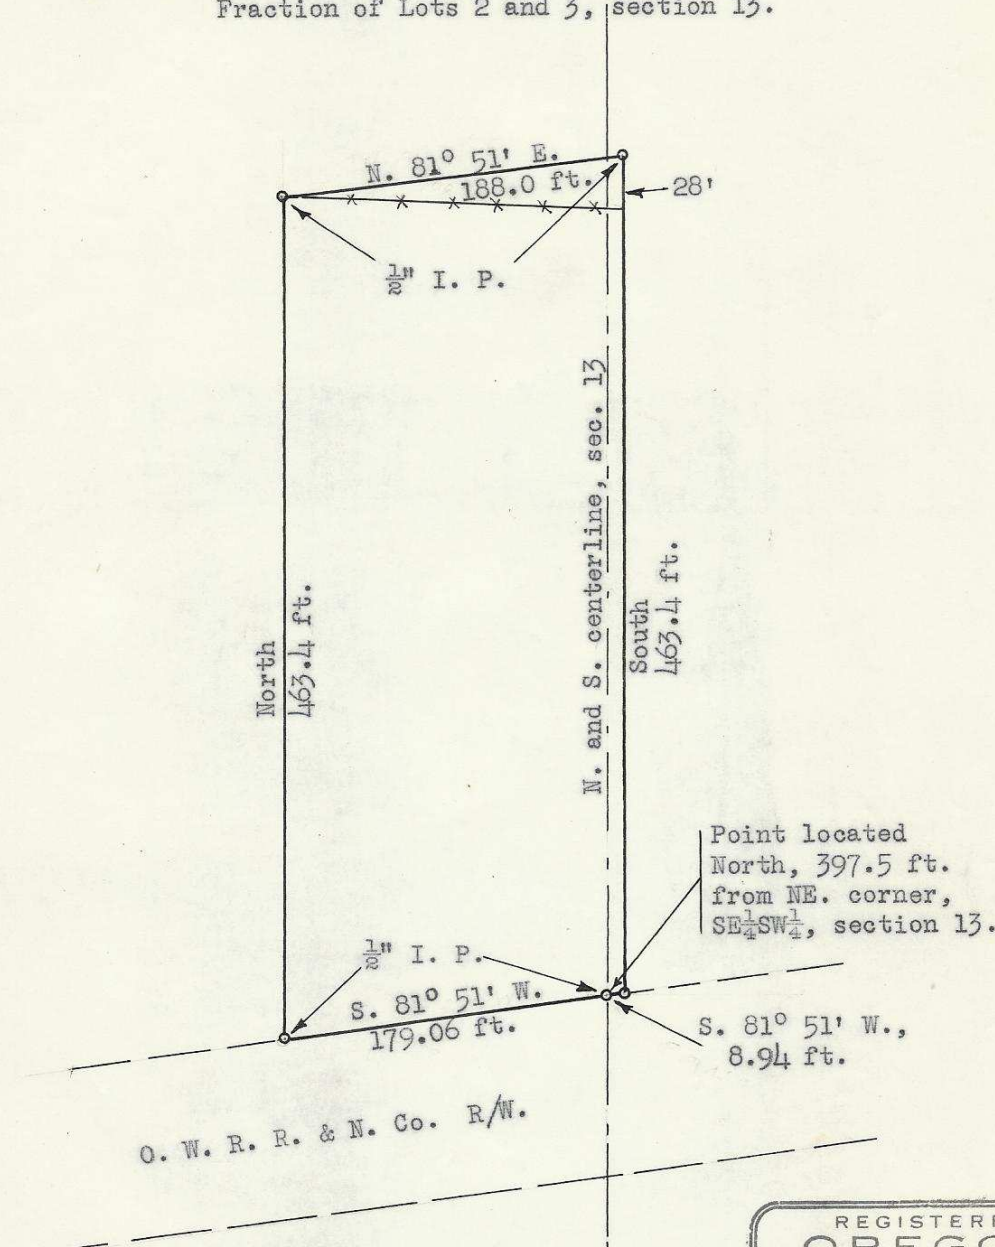 Fraction of Lots 2 and 3, section 13.
N. 81° 51' E.
188.0 ft.
28'
½" I. P.
N. and S. centerline, sec. 13
North
463.4 ft.
South
463.4 ft.
Point located
North, 397.5 ft.
from NE. corner,
SE¼SW¼, section 13.
½" I. P.
S. 81° 51' W.
179.06 ft.
S. 81° 51' W.,
8.94 ft.
O. W. R. R. & N. Co. R/W.
REGISTER